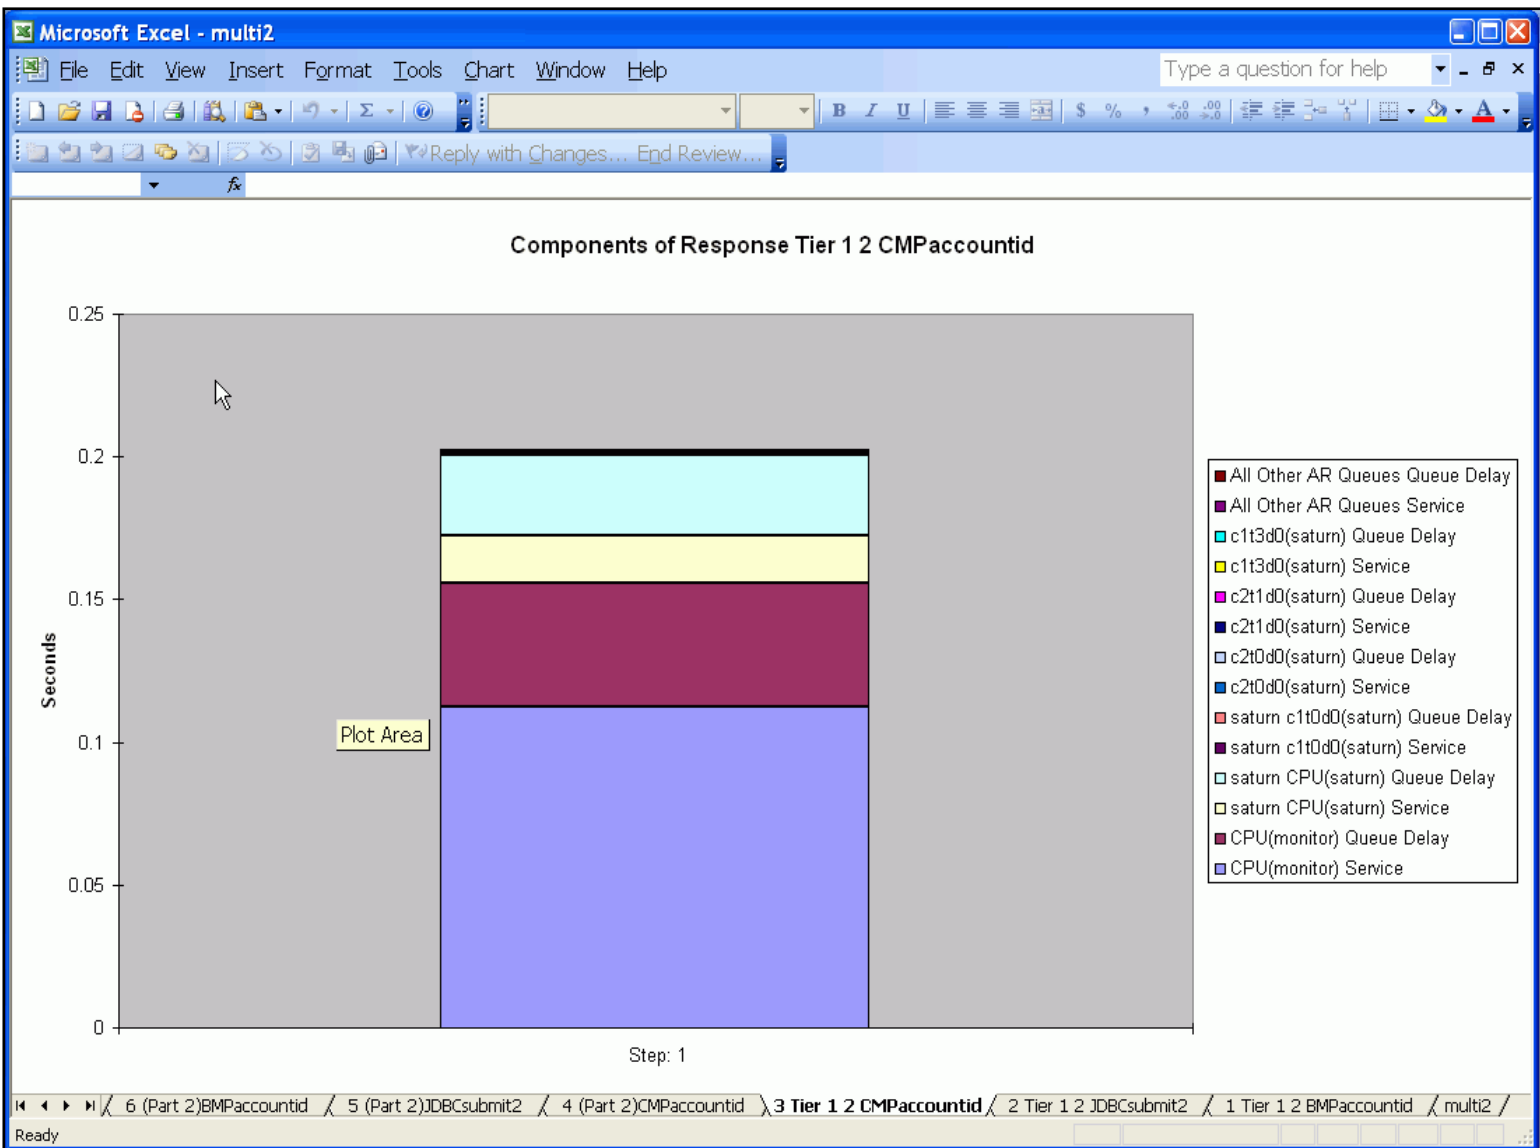 Microsoft Excel - multi2
File Edit View Insert Format Tools Chart Window Help
Type a question for help
Reply with Changes... End Review...
Components of Response Tier 1 2 CMPaccountid
0.25
0.2
0.15
0.1
0.05
0
Seconds
Plot Area
Step: 1
All Other AR Queues Queue Delay
All Other AR Queues Service
c1t3d0(saturn) Queue Delay
c1t3d0(saturn) Service
c2t1d0(saturn) Queue Delay
c2t1d0(saturn) Service
c2t0d0(saturn) Queue Delay
c2t0d0(saturn) Service
saturn c1t0d0(saturn) Queue Delay
saturn c1t0d0(saturn) Service
saturn CPU(saturn) Queue Delay
saturn CPU(saturn) Service
CPU(monitor) Queue Delay
CPU(monitor) Service
6 (Part 2)BMPaccountid / 5 (Part 2)JDBCsubmit2 / 4 (Part 2)CMPaccountid \ 3 Tier 1 2 CMPaccountid / 2 Tier 1 2 JDBCsubmit2 / 1 Tier 1 2 BMPaccountid / multi2 /
Ready